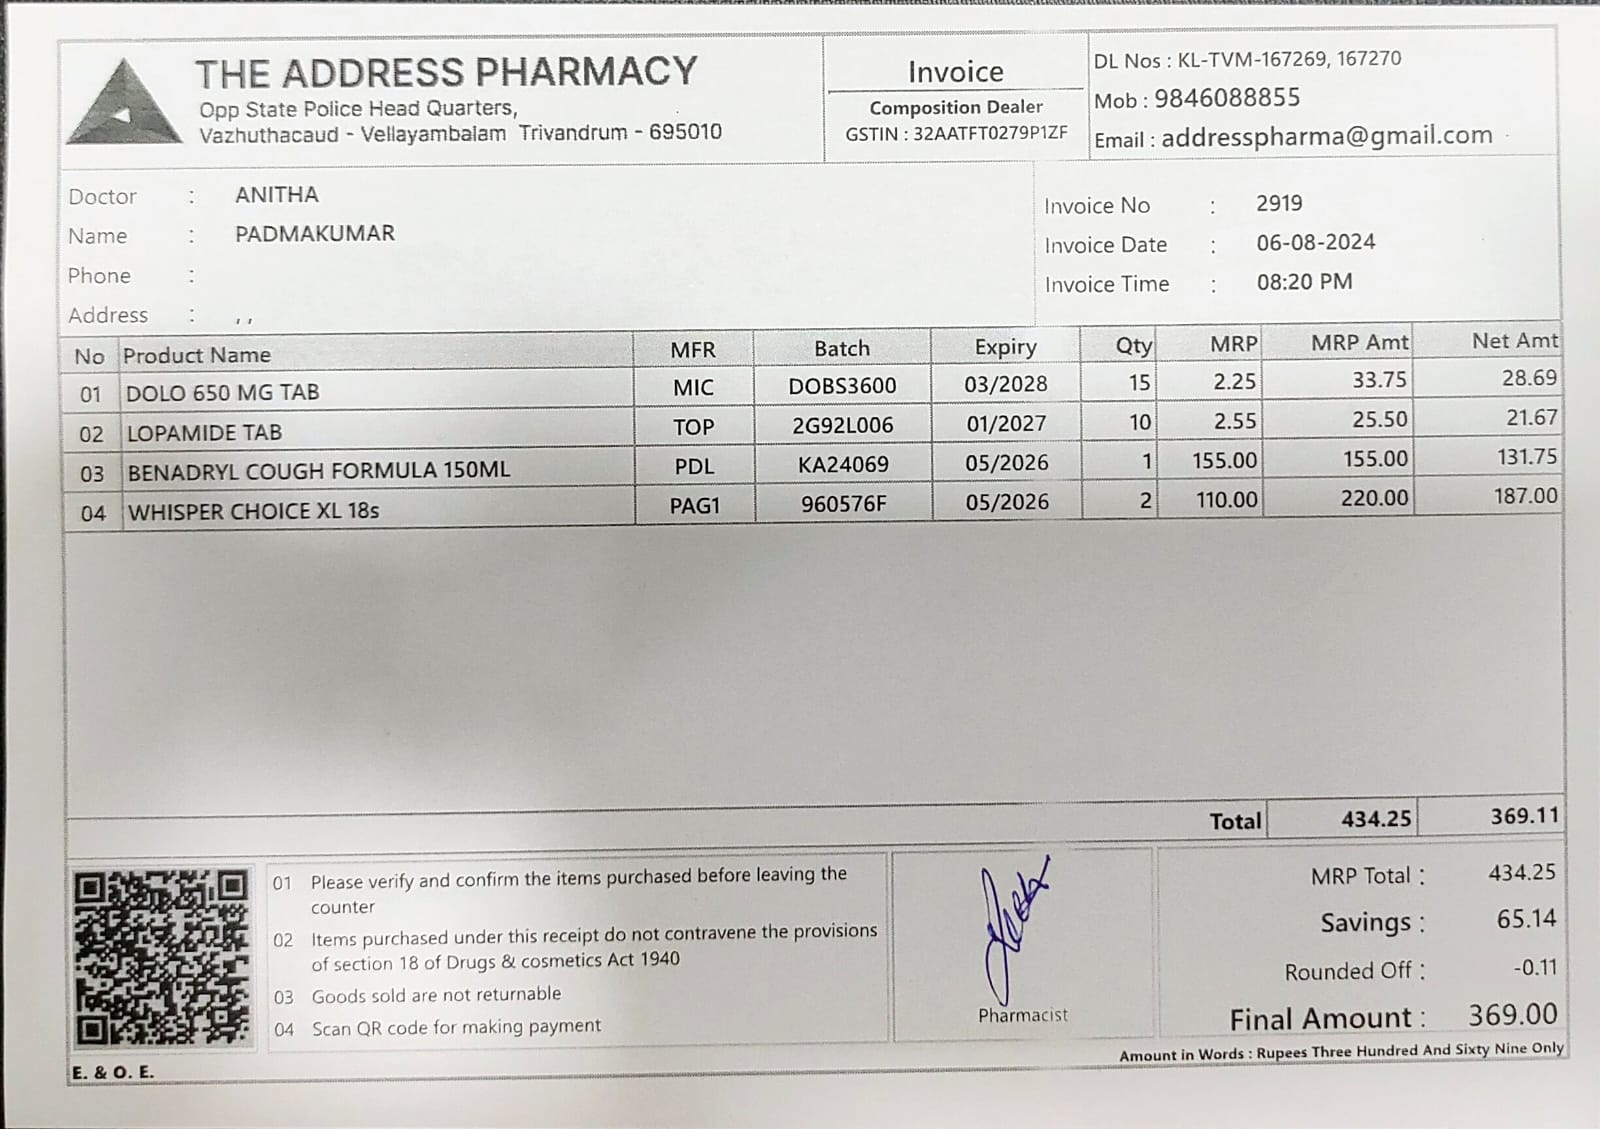 THE ADDRESS PHARMACY
Opp State Police Head Quarters,
Vazhuthacaud - Vellayambalam Trivandrum - 695010
Invoice
Composition Dealer
GSTIN : 32AATFT0279P1ZF
DL Nos : KL-TVM-167269, 167270
Mob : 9846088855
Email : addresspharma@gmail.com
Doctor : ANITHA
Name : PADMAKUMAR
Phone :
Address : , ,
Invoice No : 2919
Invoice Date : 06-08-2024
Invoice Time : 08:20 PM
No Product Name MFR Batch Expiry Qty MRP MRP Amt Net Amt
01 DOLO 650 MG TAB MIC DOBS3600 03/2028 15 2.25 33.75 28.69
02 LOPAMIDE TAB TOP 2G92L006 01/2027 10 2.55 25.50 21.67
03 BENADRYL COUGH FORMULA 150ML PDL KA24069 05/2026 1 155.00 155.00 131.75
04 WHISPER CHOICE XL 18s PAG1 960576F 05/2026 2 110.00 220.00 187.00
Total 434.25 369.11
01 Please verify and confirm the items purchased before leaving the
counter
02 Items purchased under this receipt do not contravene the provisions
of section 18 of Drugs & cosmetics Act 1940
03 Goods sold are not returnable
04 Scan QR code for making payment
E. & O. E.
Pharmacist
MRP Total : 434.25
Savings : 65.14
Rounded Off : -0.11
Final Amount : 369.00
Amount in Words : Rupees Three Hundred And Sixty Nine Only